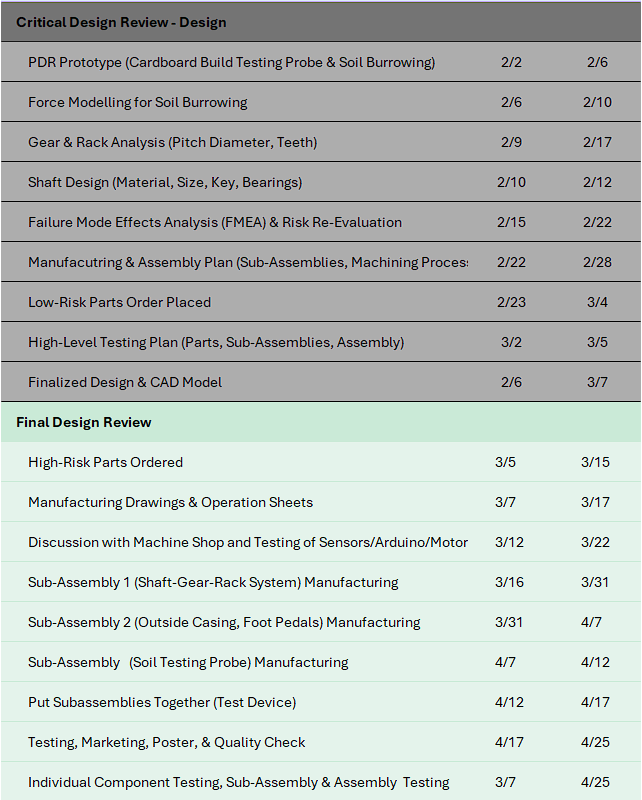 Critical Design Review - Design
PDR Prototype (Cardboard Build Testing Probe & Soil Burrowing) 2/2 2/6
Force Modelling for Soil Burrowing 2/6 2/10
Gear & Rack Analysis (Pitch Diameter, Teeth) 2/9 2/17
Shaft Design (Material, Size, Key, Bearings) 2/10 2/12
Failure Mode Effects Analysis (FMEA) & Risk Re-Evaluation 2/15 2/22
Manufacutring & Assembly Plan (Sub-Assemblies, Machining Proces 2/22 2/28
Low-Risk Parts Order Placed 2/23 3/4
High-Level Testing Plan (Parts, Sub-Assemblies, Assembly) 3/2 3/5
Finalized Design & CAD Model 2/6 3/7
Final Design Review
High-Risk Parts Ordered 3/5 3/15
Manufacturing Drawings & Operation Sheets 3/7 3/17
Discussion with Machine Shop and Testing of Sensors/Arduino/Motor 3/12 3/22
Sub-Assembly 1 (Shaft-Gear-Rack System) Manufacturing 3/16 3/31
Sub-Assembly 2 (Outside Casing, Foot Pedals) Manufacturing 3/31 4/7
Sub-Assembly (Soil Testing Probe) Manufacturing 4/7 4/12
Put Subassemblies Together (Test Device) 4/12 4/17
Testing, Marketing, Poster, & Quality Check 4/17 4/25
Individual Component Testing, Sub-Assembly & Assembly Testing 3/7 4/25